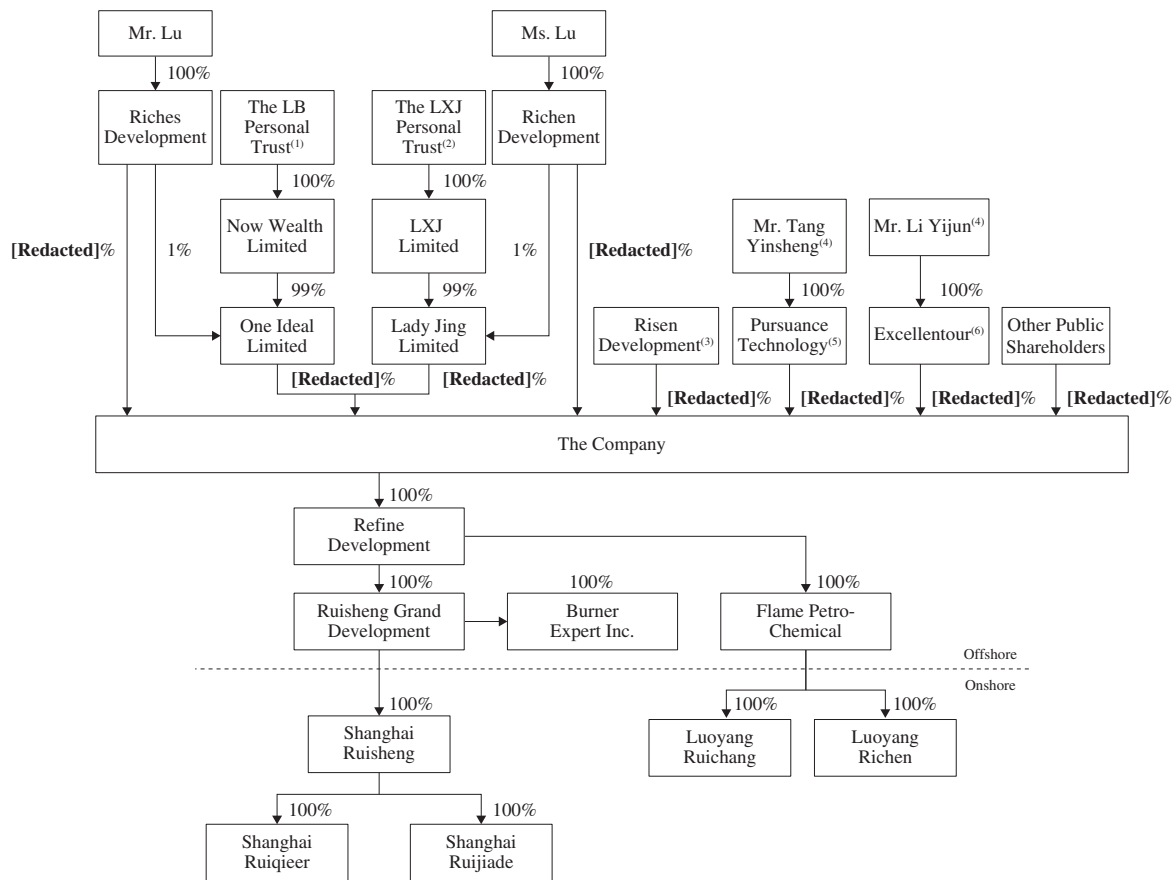 Mr. Lu
Ms. Lu
100%
100%
Riches
Development
The LB
Personal
Trust(1)
The LXJ
Personal
Trust(2)
Richen
Development
100%
100%
Now Wealth
Limited
LXJ
Limited
Mr. Tang
Yinsheng(4)
Mr. Li Yijun(4)
[Redacted]%
1%
1%
[Redacted]%
99%
99%
100%
100%
One Ideal
Limited
Lady Jing
Limited
Risen
Development(3)
Pursuance
Technology(5)
Excellentour(6)
Other Public
Shareholders
[Redacted]%
[Redacted]%
[Redacted]%
[Redacted]%
[Redacted]%
[Redacted]%
The Company
100%
Refine
Development
100%
100%
100%
Ruisheng Grand
Development
Burner
Expert Inc.
Flame Petro-
Chemical
Offshore
Onshore
100%
100%
100%
Shanghai
Ruisheng
Luoyang
Ruichang
Luoyang
Richen
100%
100%
Shanghai
Ruiqieer
Shanghai
Ruijiade